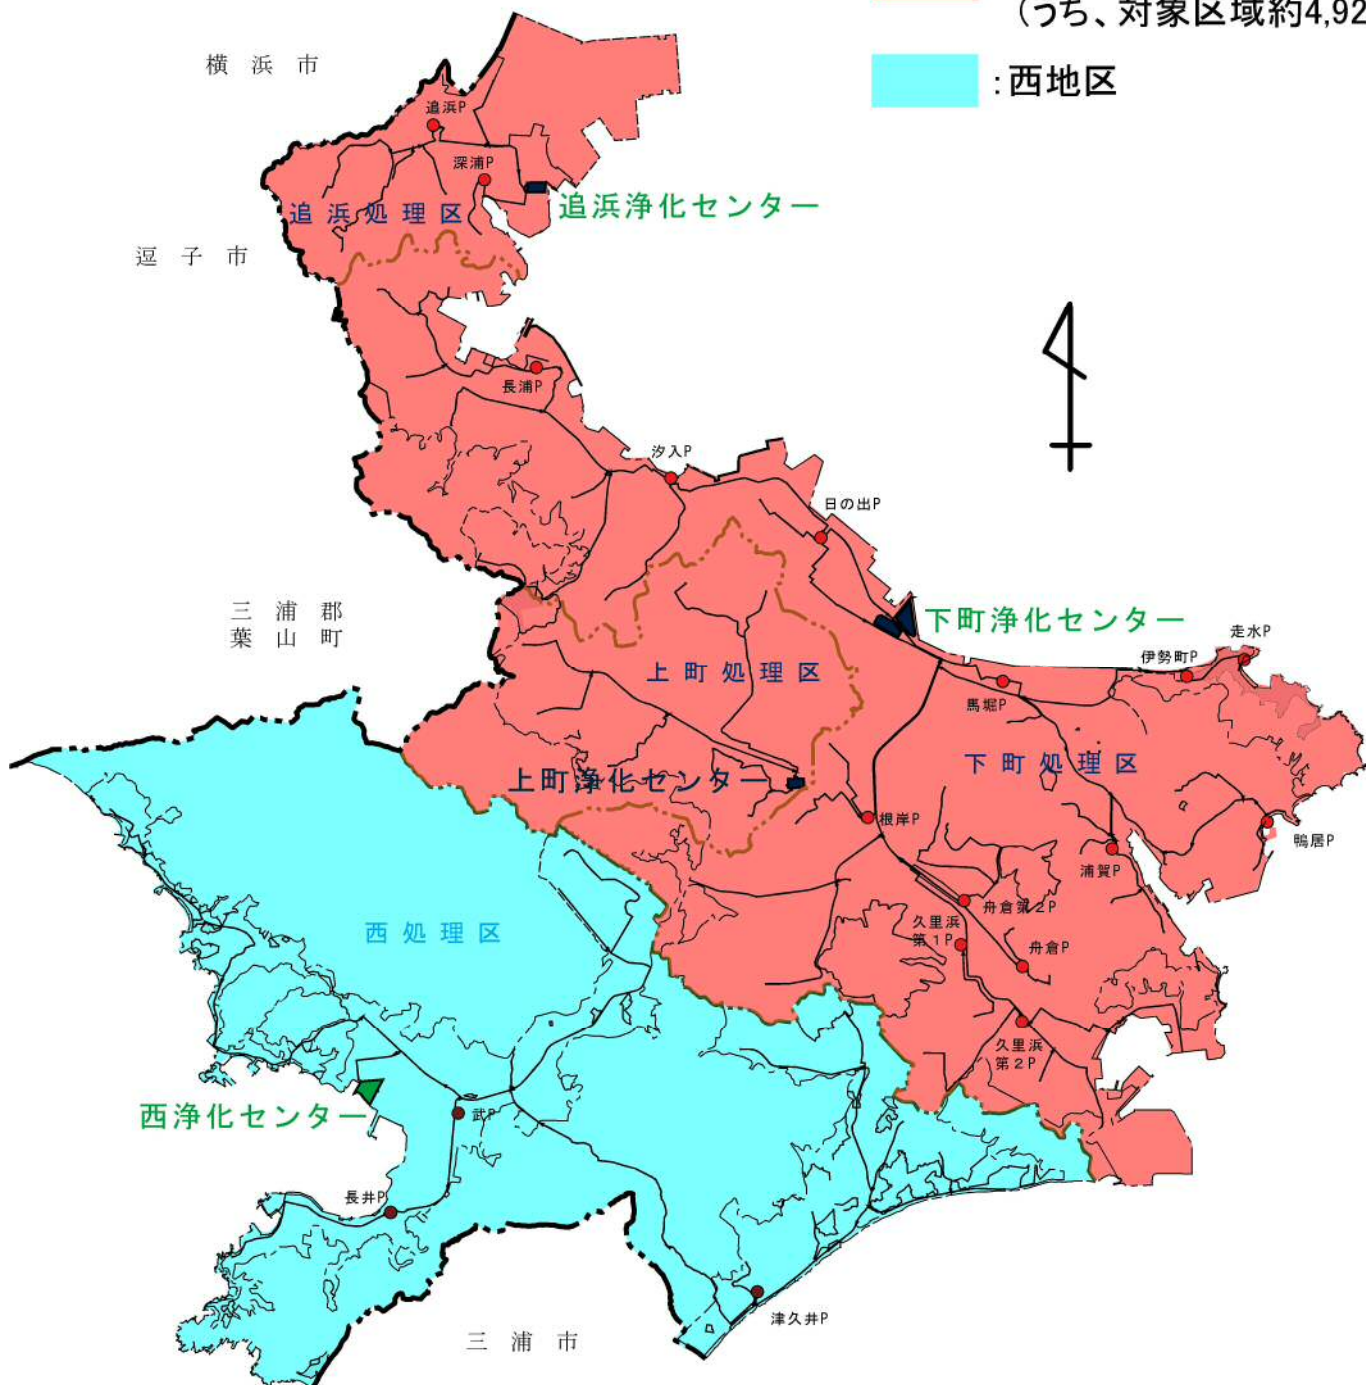 (うち、対象区域約4,92
:西地区
横浜市
追浜P
深浦P
追浜処理区
追浜浄化センター
逗子市
長浦P
汐入P
日の出P
三浦郡
葉山町
下町浄化センター
走水P
伊勢町P
上町処理区
馬堀P
下町処理区
上町浄化センター
根岸P
鴨居P
浦賀P
舟倉第2P
久里浜
第1P
舟倉P
西処理区
久里浜
第2P
西浄化センター
武P
長井P
津久井P
三浦市